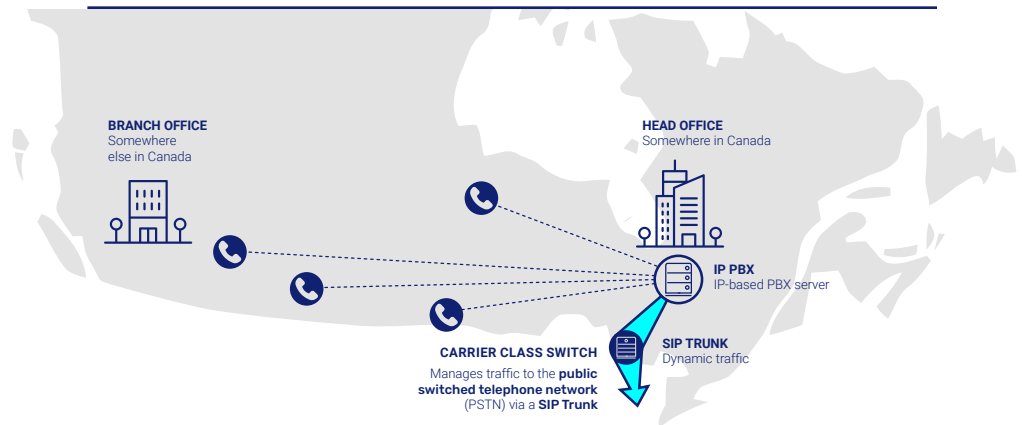 BRANCH OFFICE
Somewhere
else in Canada
HEAD OFFICE
Somewhere in Canada
IP PBX
IP-based PBX server
SIP TRUNK
Dynamic traffic
CARRIER CLASS SWITCH
Manages traffic to the public
switched telephone network
(PSTN) via a SIP Trunk